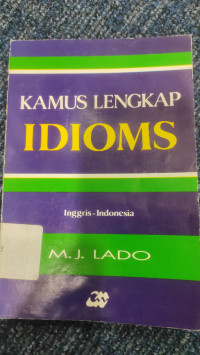 KAMUS LENGKAP
IDIOMS
Inggris-Indonesia
M.J. LADO